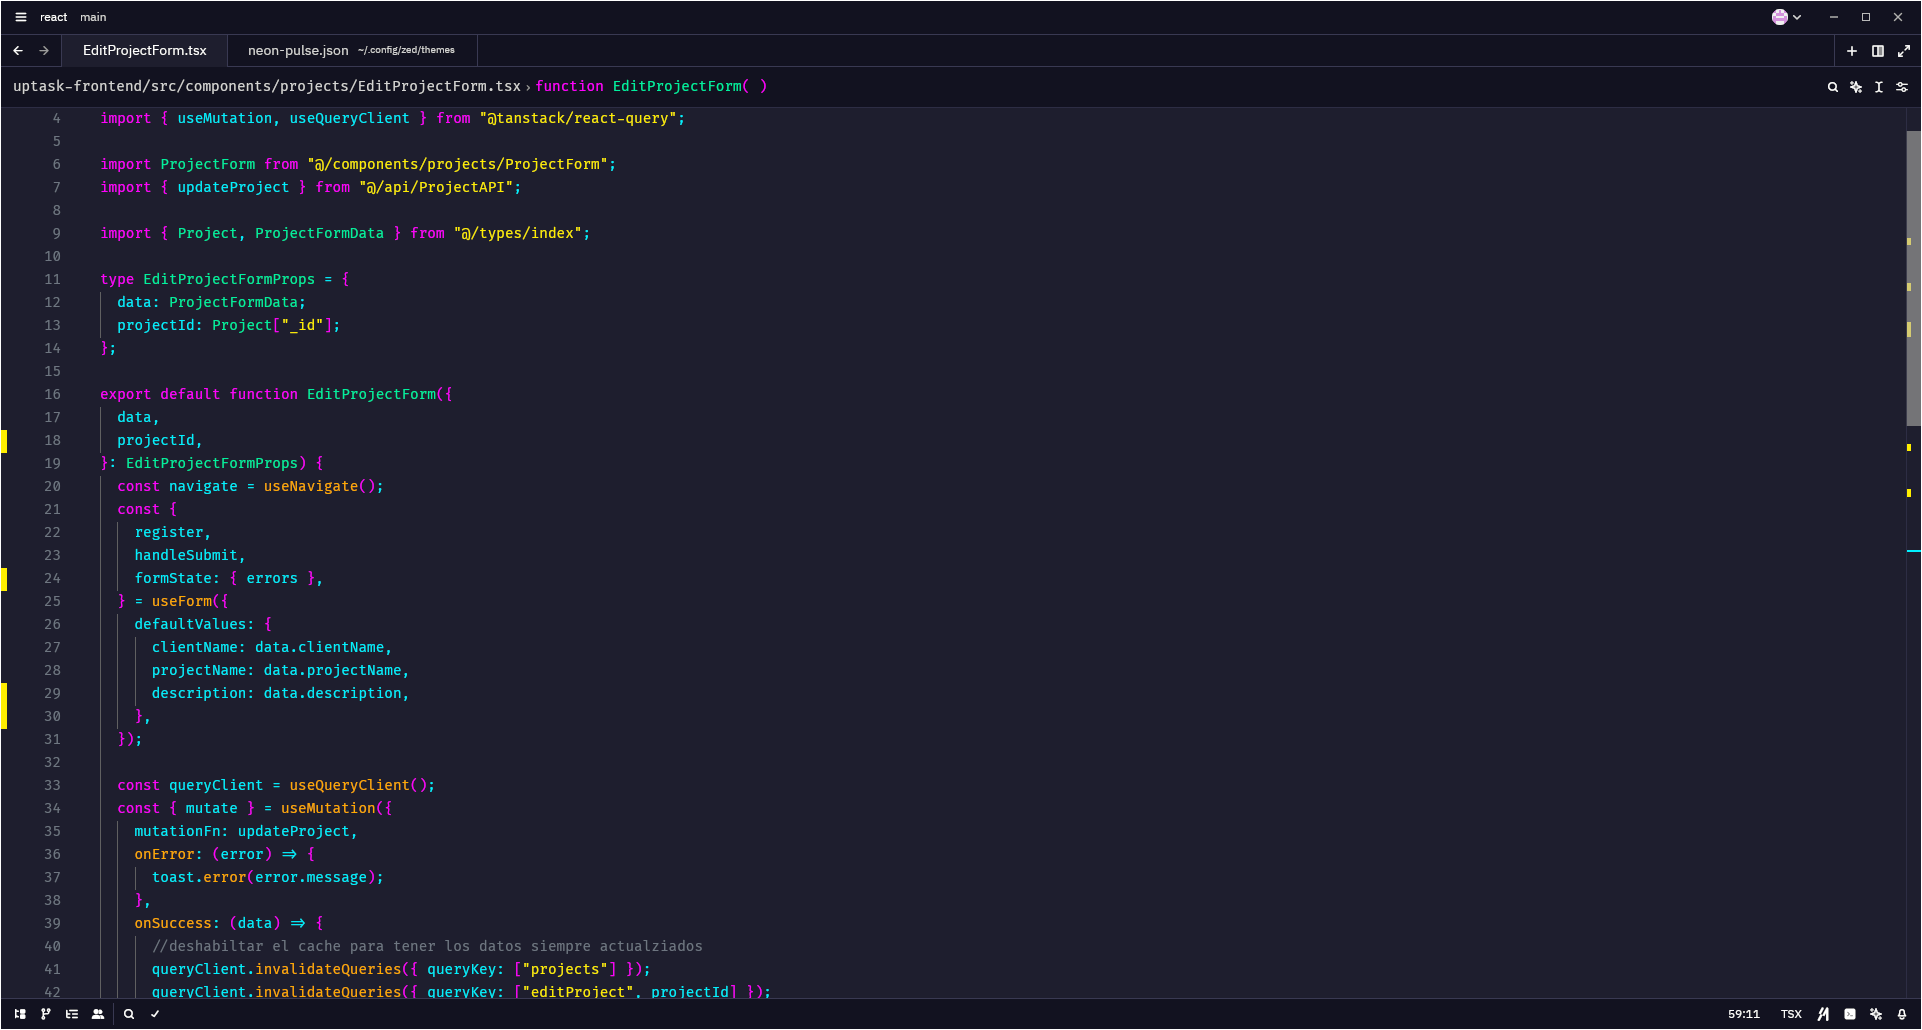 react main
EditProjectForm.tsx neon-pulse.json ~/.config/zed/themes
uptask-frontend/src/components/projects/EditProjectForm.tsx › function EditProjectForm( )
4 import { useMutation, useQueryClient } from "@tanstack/react-query";
5
6 import ProjectForm from "@/components/projects/ProjectForm";
7 import { updateProject } from "@/api/ProjectAPI";
8
9 import { Project, ProjectFormData } from "@/types/index";
10
11 type EditProjectFormProps = {
12   data: ProjectFormData;
13   projectId: Project["_id"];
14 };
15
16 export default function EditProjectForm({
17   data,
18   projectId,
19 }: EditProjectFormProps) {
20   const navigate = useNavigate();
21   const {
22     register,
23     handleSubmit,
24     formState: { errors },
25   } = useForm({
26     defaultValues: {
27       clientName: data.clientName,
28       projectName: data.projectName,
29       description: data.description,
30     },
31   });
32
33   const queryClient = useQueryClient();
34   const { mutate } = useMutation({
35     mutationFn: updateProject,
36     onError: (error) => {
37       toast.error(error.message);
38     },
39     onSuccess: (data) => {
40       //deshabiltar el cache para tener los datos siempre actualziados
41       queryClient.invalidateQueries({ queryKey: ["projects"] });
42       queryClient.invalidateQueries({ queryKey: ["editProject", projectId] });
59:11 TSX